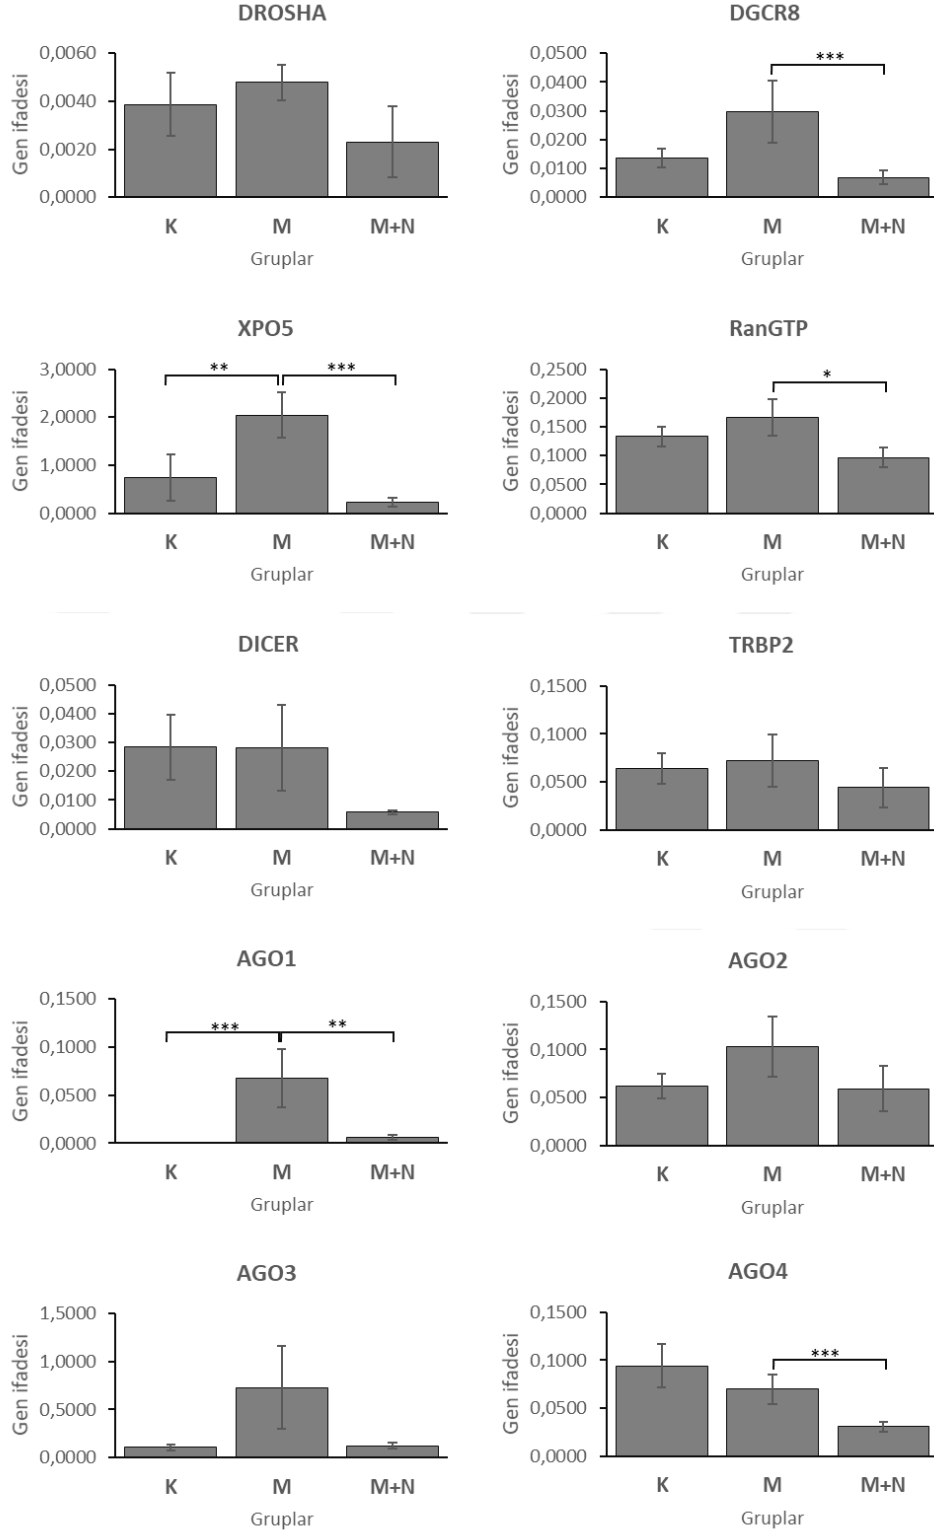 DROSHA
0,0060
0,0040
0,0020
0,0000
Gen ifadesi
K M M+N
Gruplar
DGCR8
0,0500
0,0400
0,0300
0,0200
0,0100
0,0000
Gen ifadesi
***
K M M+N
Gruplar
XPO5
3,0000
2,0000
1,0000
0,0000
Gen ifadesi
** ***
K M M+N
Gruplar
RanGTP
0,2500
0,2000
0,1500
0,1000
0,0500
0,0000
Gen ifadesi
*
K M M+N
Gruplar
DICER
0,0500
0,0400
0,0300
0,0200
0,0100
0,0000
Gen ifadesi
K M M+N
Gruplar
TRBP2
0,1500
0,1000
0,0500
0,0000
Gen ifadesi
K M M+N
Gruplar
AGO1
0,1500
0,1000
0,0500
0,0000
Gen ifadesi
*** **
K M M+N
Gruplar
AGO2
0,1500
0,1000
0,0500
0,0000
Gen ifadesi
K M M+N
Gruplar
AGO3
1,5000
1,0000
0,5000
0,0000
Gen ifadesi
K M M+N
Gruplar
AGO4
0,1500
0,1000
0,0500
0,0000
Gen ifadesi
***
K M M+N
Gruplar